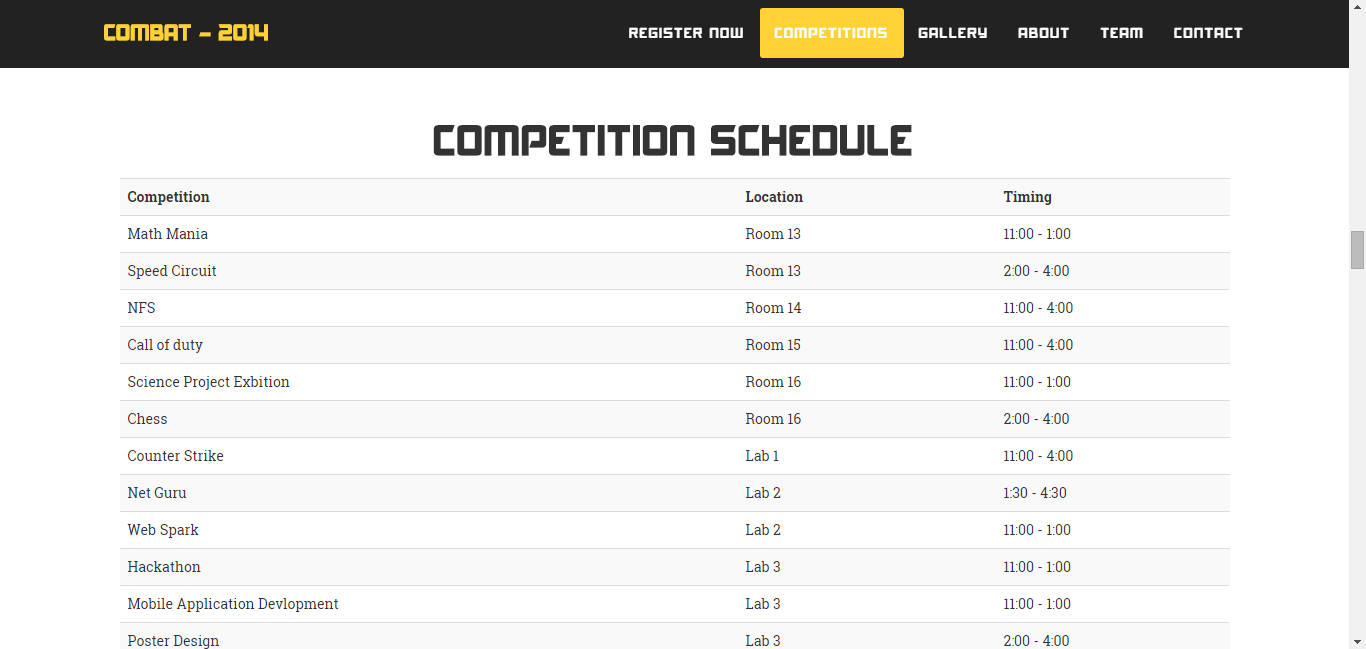 COMBAT - 2014 REGISTER NOW COMPETITIONS GALLERY ABOUT TEAM CONTACT
COMPETITION SCHEDULE
Competition Location Timing
Math Mania Room 13 11:00 - 1:00
Speed Circuit Room 13 2:00 - 4:00
NFS Room 14 11:00 - 4:00
Call of duty Room 15 11:00 - 4:00
Science Project Exbition Room 16 11:00 - 1:00
Chess Room 16 2:00 - 4:00
Counter Strike Lab 1 11:00 - 4:00
Net Guru Lab 2 1:30 - 4:30
Web Spark Lab 2 11:00 - 1:00
Hackathon Lab 3 11:00 - 1:00
Mobile Application Devlopment Lab 3 11:00 - 1:00
Poster Design Lab 3 2:00 - 4:00